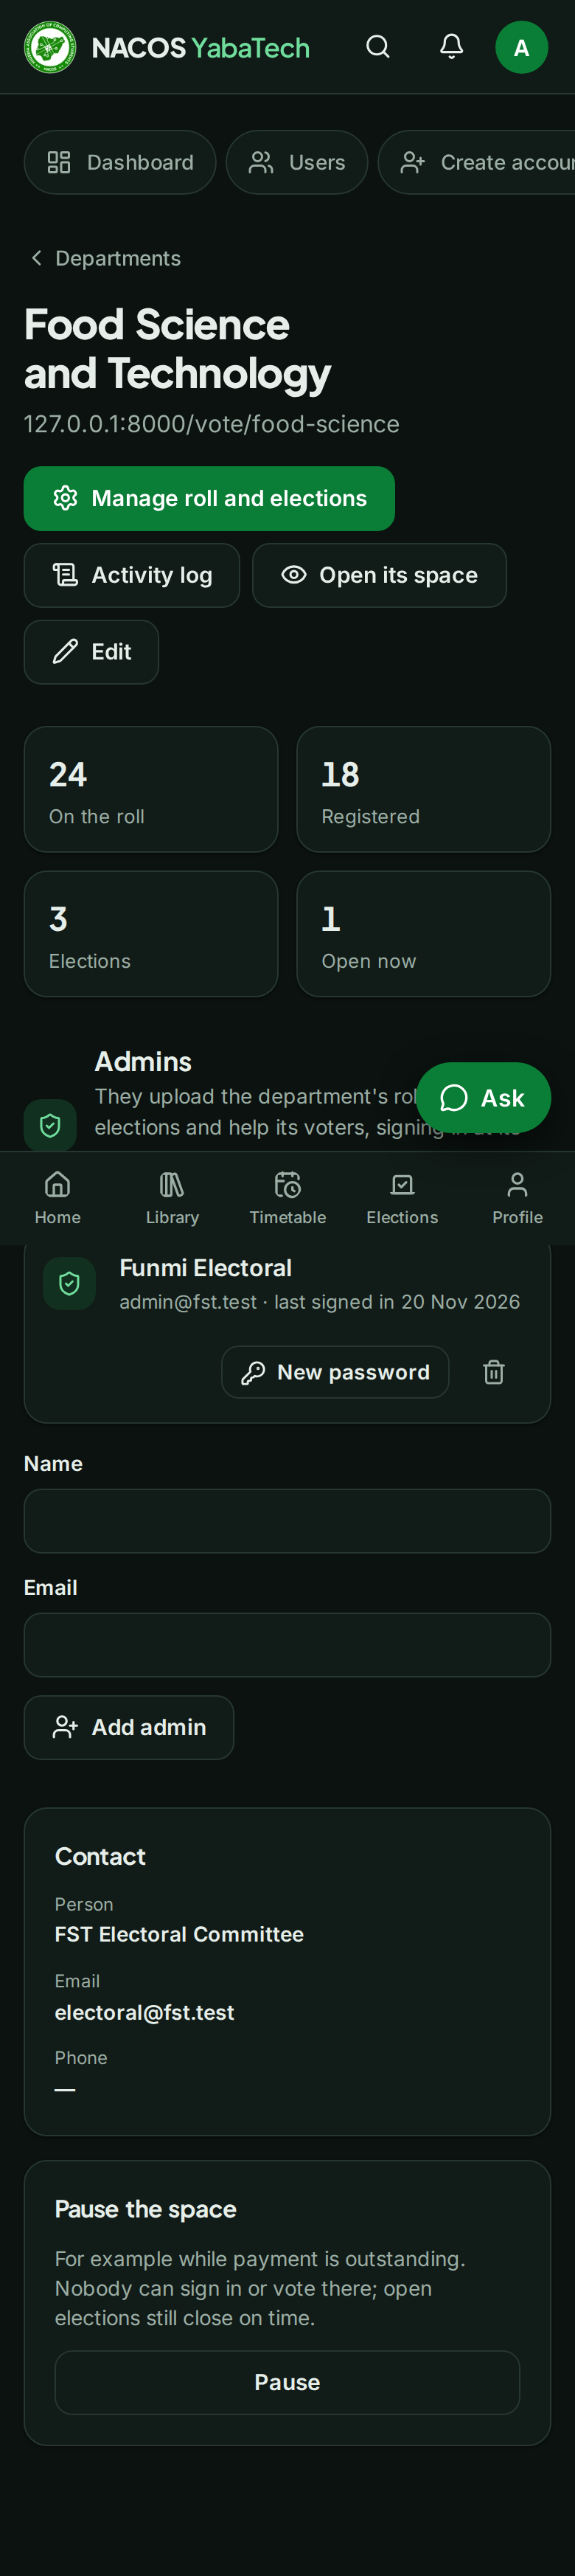 NACOS YabaTech
A
Dashboard
Users
Create accoun
Departments
Food Science
and Technology
127.0.0.1:8000/vote/food-science
Manage roll and elections
Activity log
Open its space
Edit
24
On the roll
18
Registered
3
Elections
1
Open now
Admins
They upload the department's rol
Ask
elections and help its voters, signing in at its
Home
Library
Timetable
Elections
Profile
Funmi Electoral
admin@fst.test · last signed in 20 Nov 2026
New password
Name
Email
Add admin
Contact
Person
FST Electoral Committee
Email
electoral@fst.test
Phone
—
Pause the space
For example while payment is outstanding.
Nobody can sign in or vote there; open
elections still close on time.
Pause